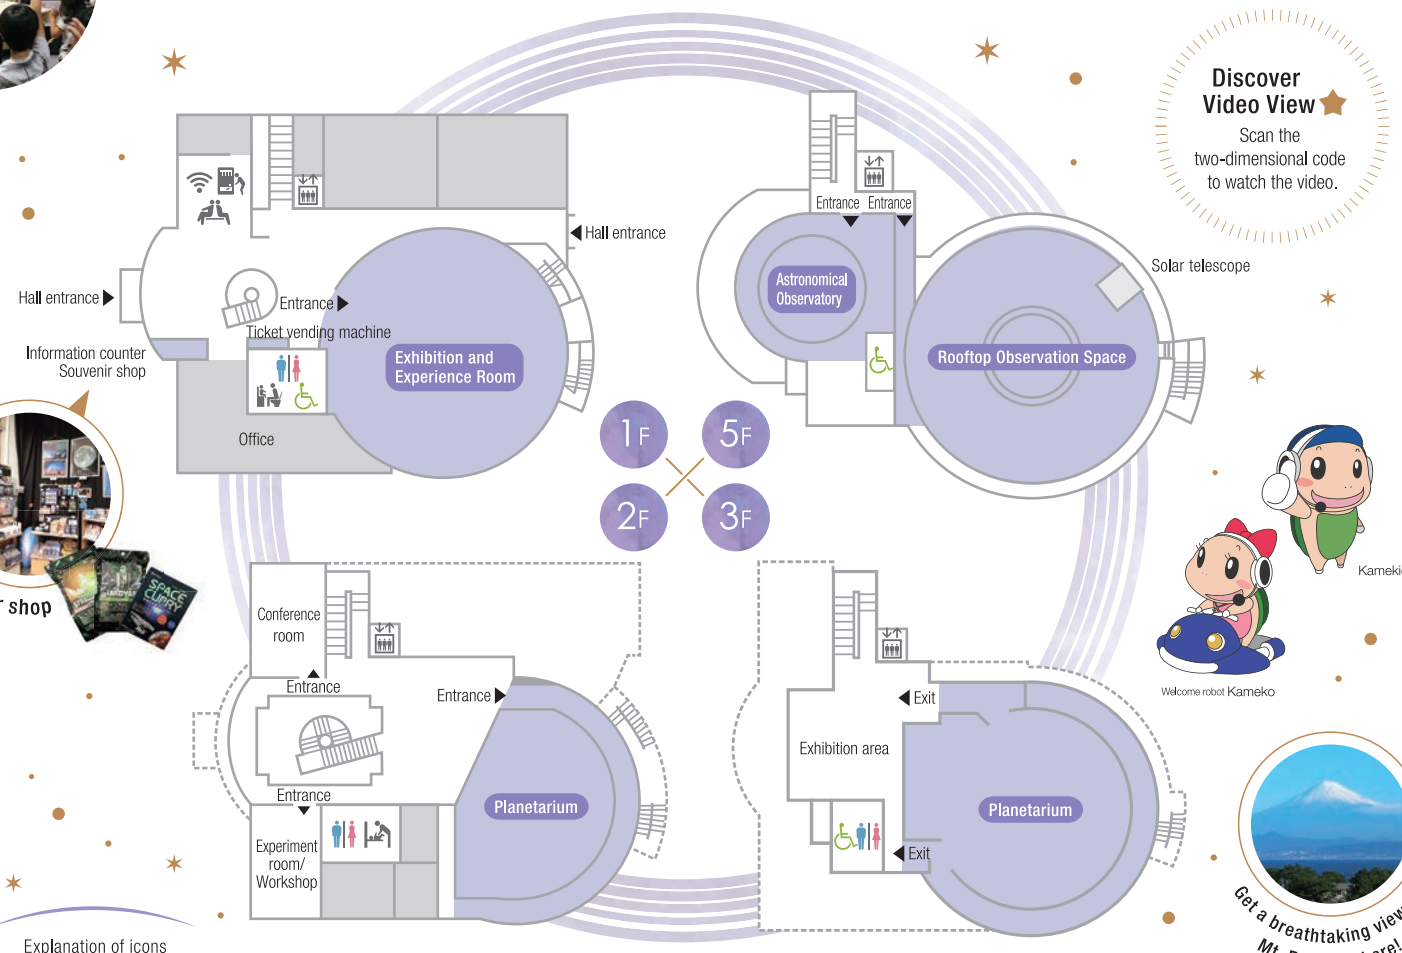 Discover
Video View
Scan the
two-dimensional code
to watch the video.
Entrance
Entrance
Hall entrance
Solar telescope
Astronomical
Observatory
Hall entrance
Entrance
Ticket vending machine
Information counter
Souvenir shop
Exhibition and
Experience Room
Rooftop Observation Space
Office
1F
5F
2F
3F
shop
SPACE
CURRY
Conference
room
Entrance
Entrance
Exit
Welcome robot Kameko
Exhibition area
Entrance
Planetarium
Planetarium
Experiment
room/
Workshop
Exit
Get a breathtaking view
Mt.
Explanation of icons